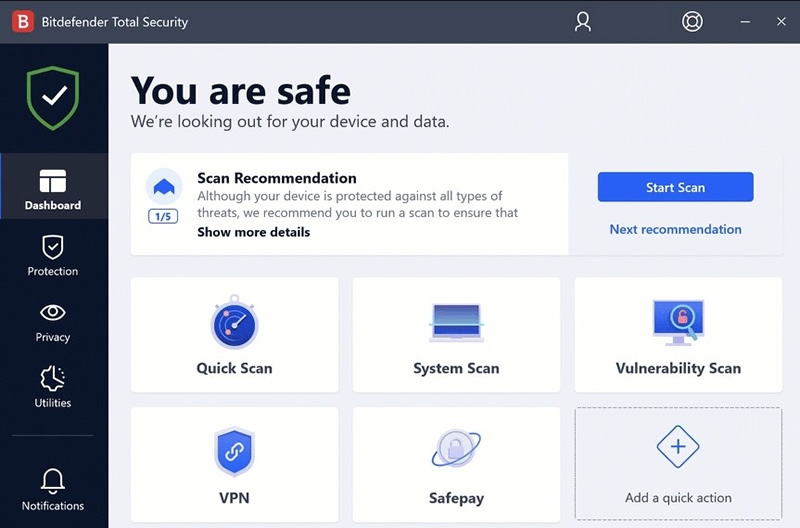 B Bitdefender Total Security
You are safe
We're looking out for your device and data.
Scan Recommendation
Although your device is protected against all types of
threats, we recommend you to run a scan to ensure that
Show more details
1/5
Start Scan
Next recommendation
Dashboard
Protection
Privacy
Utilities
Notifications
Quick Scan
System Scan
Vulnerability Scan
VPN
Safepay
Add a quick action